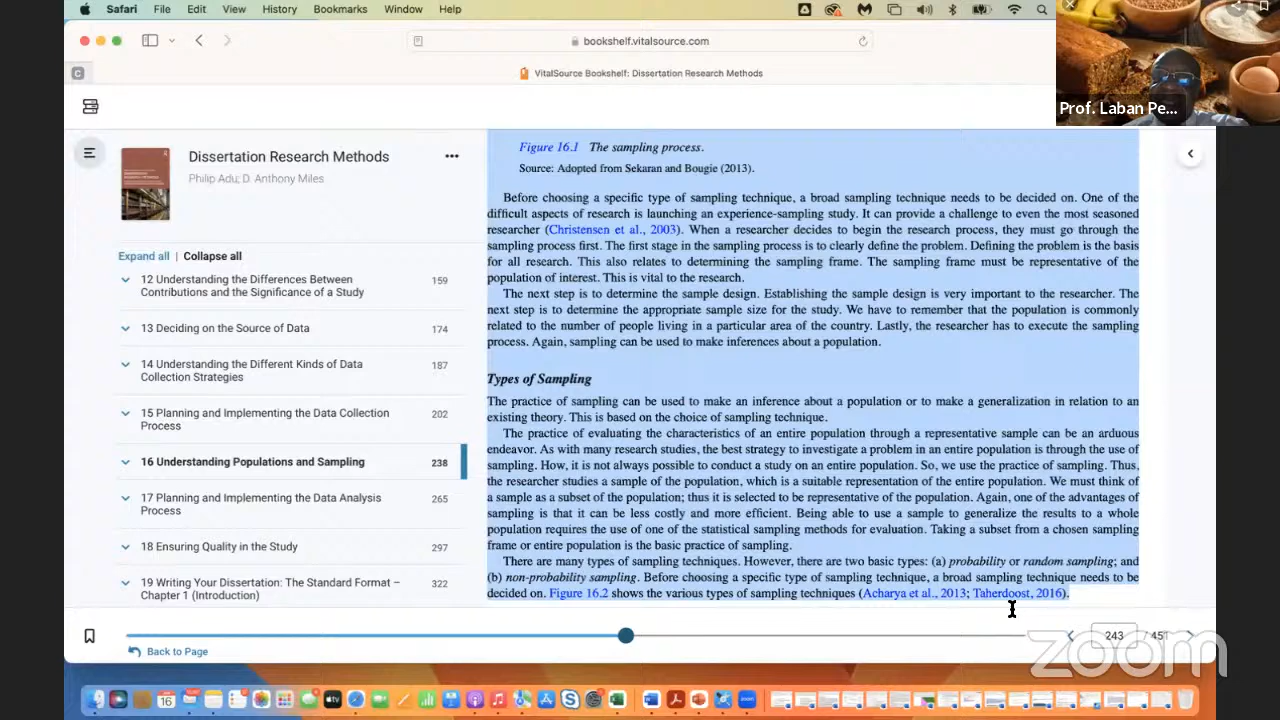 Safari File Edit View History Bookmarks Window Help
bookshelf.vitalsource.com
C
VitalSource Bookshelf: Dissertation Research Methods
Prof. Laban Pe...
Dissertation Research Methods
Philip Adu; D. Anthony Miles
Expand all | Collapse all
12 Understanding the Differences Between
Contributions and the Significance of a Study
159
13 Deciding on the Source of Data
174
14 Understanding the Different Kinds of Data
Collection Strategies
187
15 Planning and Implementing the Data Collection
Process
202
16 Understanding Populations and Sampling
238
17 Planning and Implementing the Data Analysis
Process
265
18 Ensuring Quality in the Study
297
19 Writing Your Dissertation: The Standard Format –
Chapter 1 (Introduction)
322
Figure 16.1 The sampling process.
Source: Adopted from Sekaran and Bougie (2013).
Before choosing a specific type of sampling technique, a broad sampling technique needs to be decided on. One of the
difficult aspects of research is launching an experience-sampling study. It can provide a challenge to even the most seasoned
researcher (Christensen et al., 2003). When a researcher decides to begin the research process, they must go through the
sampling process first. The first stage in the sampling process is to clearly define the problem. Defining the problem is the basis
for all research. This also relates to determining the sampling frame. The sampling frame must be representative of the
population of interest. This is vital to the research.
The next step is to determine the sample design. Establishing the sample design is very important to the researcher. The
next step is to determine the appropriate sample size for the study. We have to remember that the population is commonly
related to the number of people living in a particular area of the country. Lastly, the researcher has to execute the sampling
process. Again, sampling can be used to make inferences about a population.
Types of Sampling
The practice of sampling can be used to make an inference about a population or to make a generalization in relation to an
existing theory. This is based on the choice of sampling technique.
The practice of evaluating the characteristics of an entire population through a representative sample can be an arduous
endeavor. As with many research studies, the best strategy to investigate a problem in an entire population is through the use of
sampling. How, it is not always possible to conduct a study on an entire population. So, we use the practice of sampling. Thus,
the researcher studies a sample of the population, which is a suitable representation of the entire population. We must think of
a sample as a subset of the population; thus it is selected to be representative of the population. Again, one of the advantages of
sampling is that it can be less costly and more efficient. Being able to use a sample to generalize the results to a whole
population requires the use of one of the statistical sampling methods for evaluation. Taking a subset from a chosen sampling
frame or entire population is the basic practice of sampling.
There are many types of sampling techniques. However, there are two basic types: (a) probability or random sampling; and
(b) non-probability sampling. Before choosing a specific type of sampling technique, a broad sampling technique needs to be
decided on. Figure 16.2 shows the various types of sampling techniques (Acharya et al., 2013; Taherdoost, 2016).
243 / 451
Back to Page
zoom
16